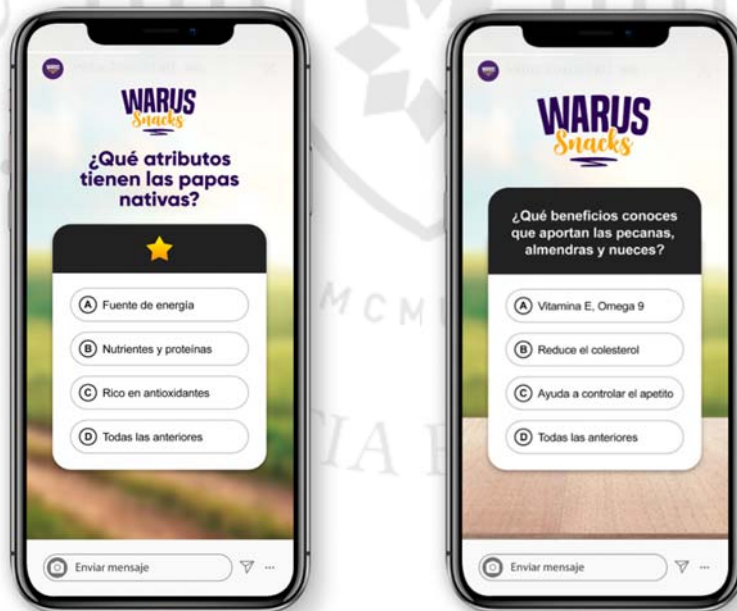 WARUS
Snacks
¿Qué atributos
tienen las papas
nativas?
A Fuente de energía
B Nutrientes y proteínas
C Rico en antioxidantes
D Todas las anteriores
Enviar mensaje
WARUS
Snacks
¿Qué beneficios conoces
que aportan las pecanas,
almendras y nueces?
A Vitamina E, Omega 9
B Reduce el colesterol
C Ayuda a controlar el apetito
D Todas las anteriores
Enviar mensaje